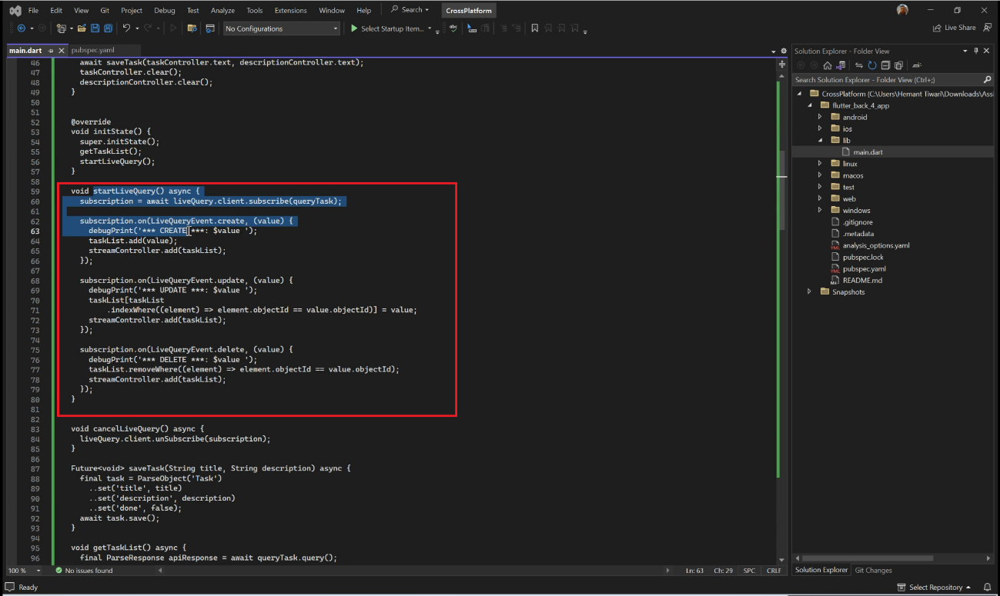 File Edit View Git Project Debug Test Analyze Tools Extensions Window Help Search CrossPlatform
No Configurations Select Startup Item... Live Share
main.dart pubspec.yaml
46 await saveTask(taskController.text, descriptionController.text);
47 taskController.clear();
48 descriptionController.clear();
49 }
50
51
52 @override
53 void initState() {
54 super.initState();
55 getTaskList();
56 startLiveQuery();
57 }
58
59 void startLiveQuery() async {
60 subscription = await liveQuery.client.subscribe(queryTask);
61
62 subscription.on(LiveQueryEvent.create, (value) {
63 debugPrint('*** CREATE ***: $value ');
64 taskList.add(value);
65 streamController.add(taskList);
66 });
67
68 subscription.on(LiveQueryEvent.update, (value) {
69 debugPrint('*** UPDATE ***: $value ');
70 taskList[taskList
71 .indexWhere((element) => element.objectId == value.objectId)] = value;
72 streamController.add(taskList);
73 });
74
75 subscription.on(LiveQueryEvent.delete, (value) {
76 debugPrint('*** DELETE ***: $value ');
77 taskList.removeWhere((element) => element.objectId == value.objectId);
78 streamController.add(taskList);
79 });
80 }
81
82
83 void cancelLiveQuery() async {
84 liveQuery.client.unSubscribe(subscription);
85 }
86
87 Future<void> saveTask(String title, String description) async {
88 final task = ParseObject('Task')
89 ..set('title', title)
90 ..set('description', description)
91 ..set('done', false);
92 await task.save();
93 }
94
95 void getTaskList() async {
96 final ParseResponse apiResponse = await queryTask.query();
100 % No issues found Ln: 63 Ch: 29 SPC CRLF
Solution Explorer - Folder View
Search Solution Explorer - Folder View (Ctrl+;)
CrossPlatform (C:\Users\Hemant Tiwari\Downloads\Assi
flutter_back_4_app
android
ios
lib
main.dart
linux
macos
test
web
windows
.gitignore
.metadata
analysis_options.yaml
pubspec.lock
pubspec.yaml
README.md
Snapshots
Solution Explorer Git Changes
Ready Select Repository